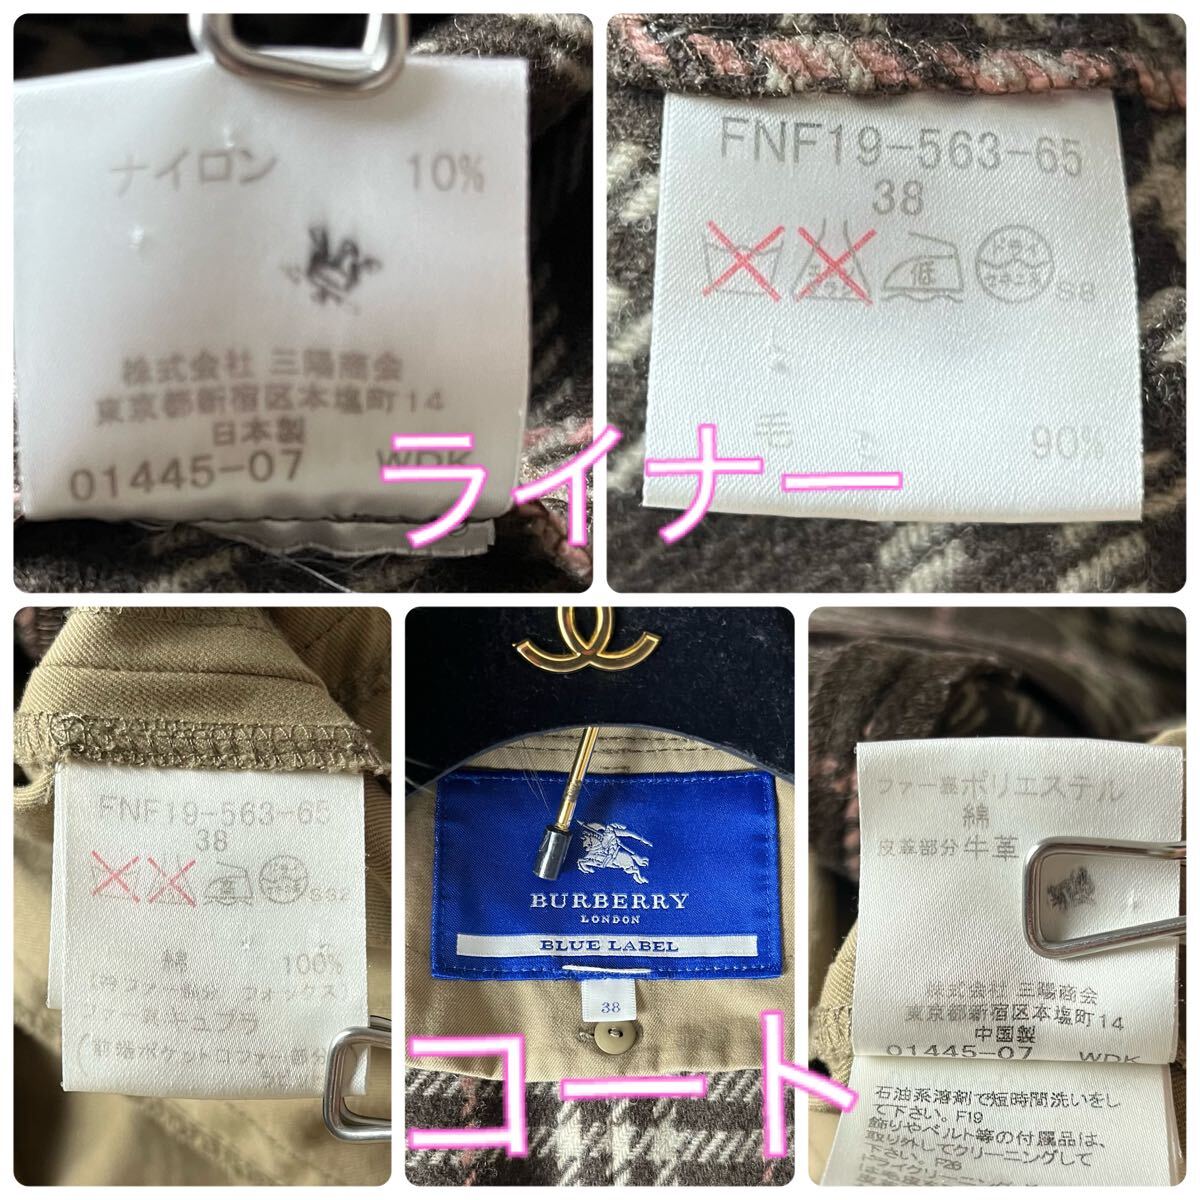 ナイロン 10%
株式会社 三陽商会
東京都新宿区本塩町14
日本製
01445-07 WDK
FNF19-563-65
38
低
毛 90%
ライナー
FNF19-563-65
38
綿 100%
BURBERRY
LONDON
BLUE LABEL
38
コート
ファー裏ポリエステル
綿
皮革部分 牛革
株式会社 三陽商会
東京都新宿区本塩町14
中国製
01445-07 WDK
石油系溶剤で短時間洗いをし
て下さい。F19
飾りやベルト等の付属品は、
取り外してクリーニングして
下さい。F26